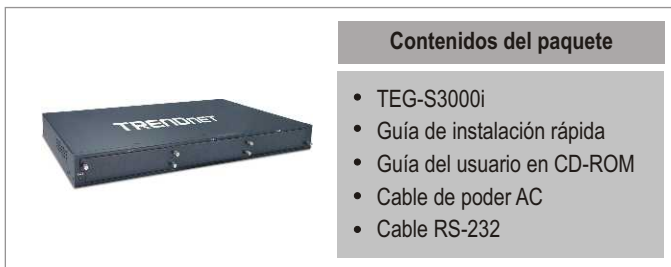 TRENDNET
Contenidos del paquete
• TEG-S3000i
• Guía de instalación rápida
• Guía del usuario en CD-ROM
• Cable de poder AC
• Cable RS-232